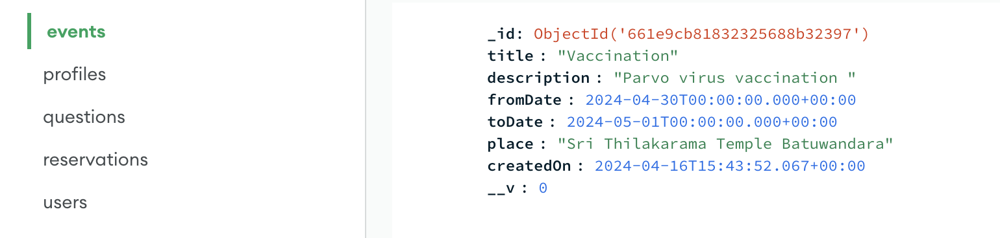 events
profiles
questions
reservations
users
_id: ObjectId('661e9cb81832325688b32397')
title : "Vaccination"
description : "Parvo virus vaccination "
fromDate : 2024-04-30T00:00:00.000+00:00
toDate : 2024-05-01T00:00:00.000+00:00
place : "Sri Thilakarama Temple Batuwandara"
createdOn : 2024-04-16T15:43:52.067+00:00
__v : 0